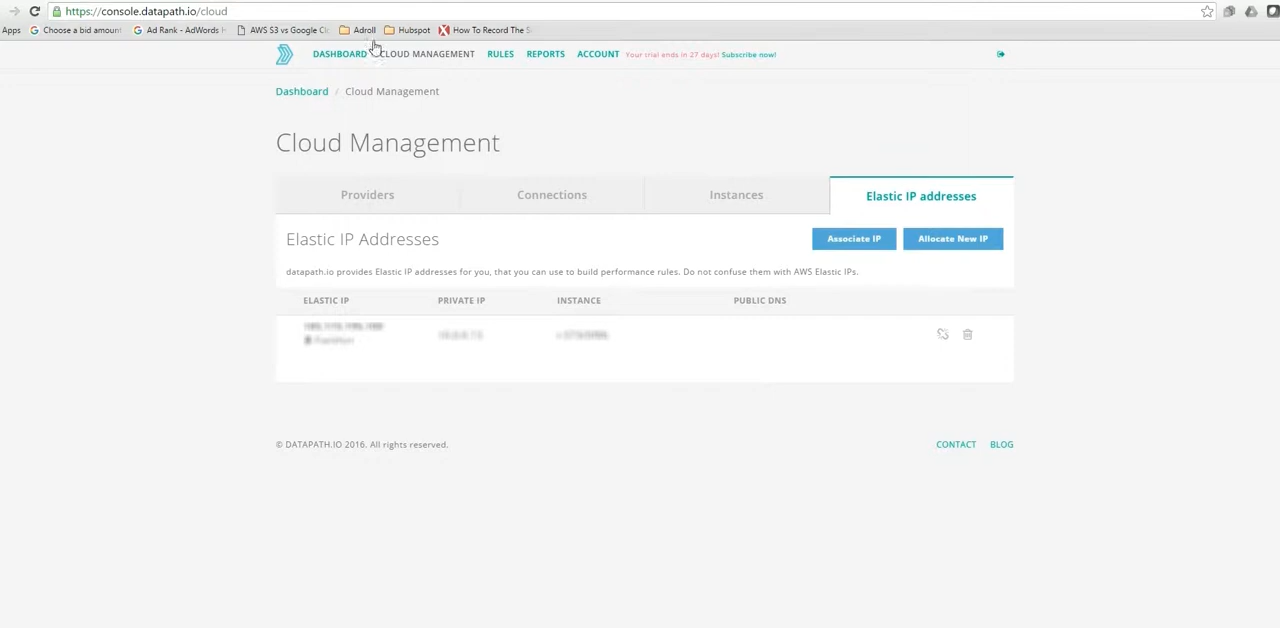 https://console.datapath.io/cloud
Apps Choose a bid amount Ad Rank - AdWords H AWS S3 vs Google Cl Adroll Hubspot How To Record The S
DASHBOARD CLOUD MANAGEMENT RULES REPORTS ACCOUNT Your trial ends in 27 days! Subscribe now!
Dashboard / Cloud Management
Cloud Management
Providers Connections Instances Elastic IP addresses
Elastic IP Addresses Associate IP Allocate New IP
datapath.io provides Elastic IP addresses for you, that you can use to build performance rules. Do not confuse them with AWS Elastic IPs.
ELASTIC IP PRIVATE IP INSTANCE PUBLIC DNS
© DATAPATH.IO 2016. All rights reserved. CONTACT BLOG